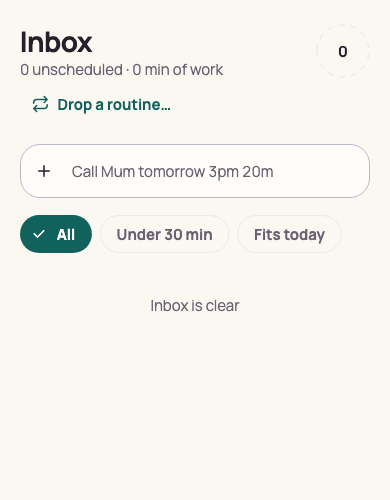 Inbox
0
0 unscheduled · 0 min of work
Drop a routine…
Call Mum tomorrow 3pm 20m
All
Under 30 min
Fits today
Inbox is clear